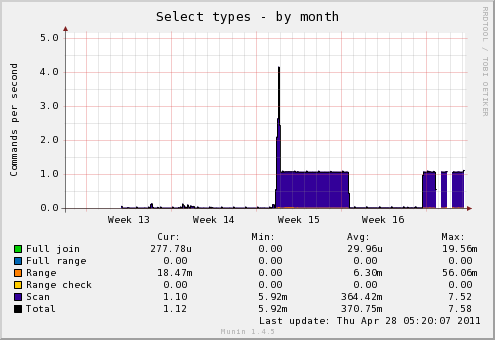 Select types - by month
RRDTOOL / TOBI OETIKER
Commands per second
5.0
4.0
3.0
2.0
1.0
0.0
Week 13 Week 14 Week 15 Week 16
Cur: Min: Avg: Max:
Full join 277.78u 0.00 29.96u 19.56m
Full range 0.00 0.00 0.00 0.00
Range 18.47m 0.00 6.30m 56.06m
Range check 0.00 0.00 0.00 0.00
Scan 1.10 5.92m 364.42m 7.52
Total 1.12 5.92m 370.75m 7.58
Last update: Thu Apr 28 05:20:07 2011
Munin 1.4.5